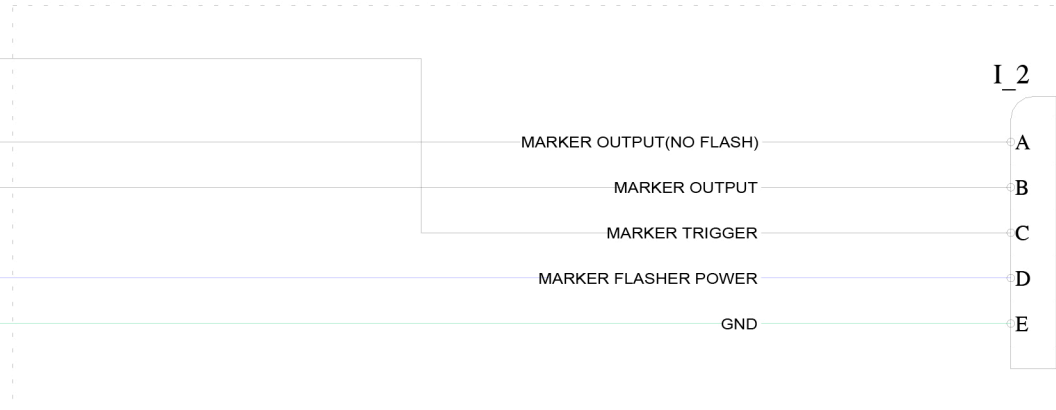 I_2
MARKER OUTPUT(NO FLASH) A
MARKER OUTPUT B
MARKER TRIGGER C
MARKER FLASHER POWER D
GND E